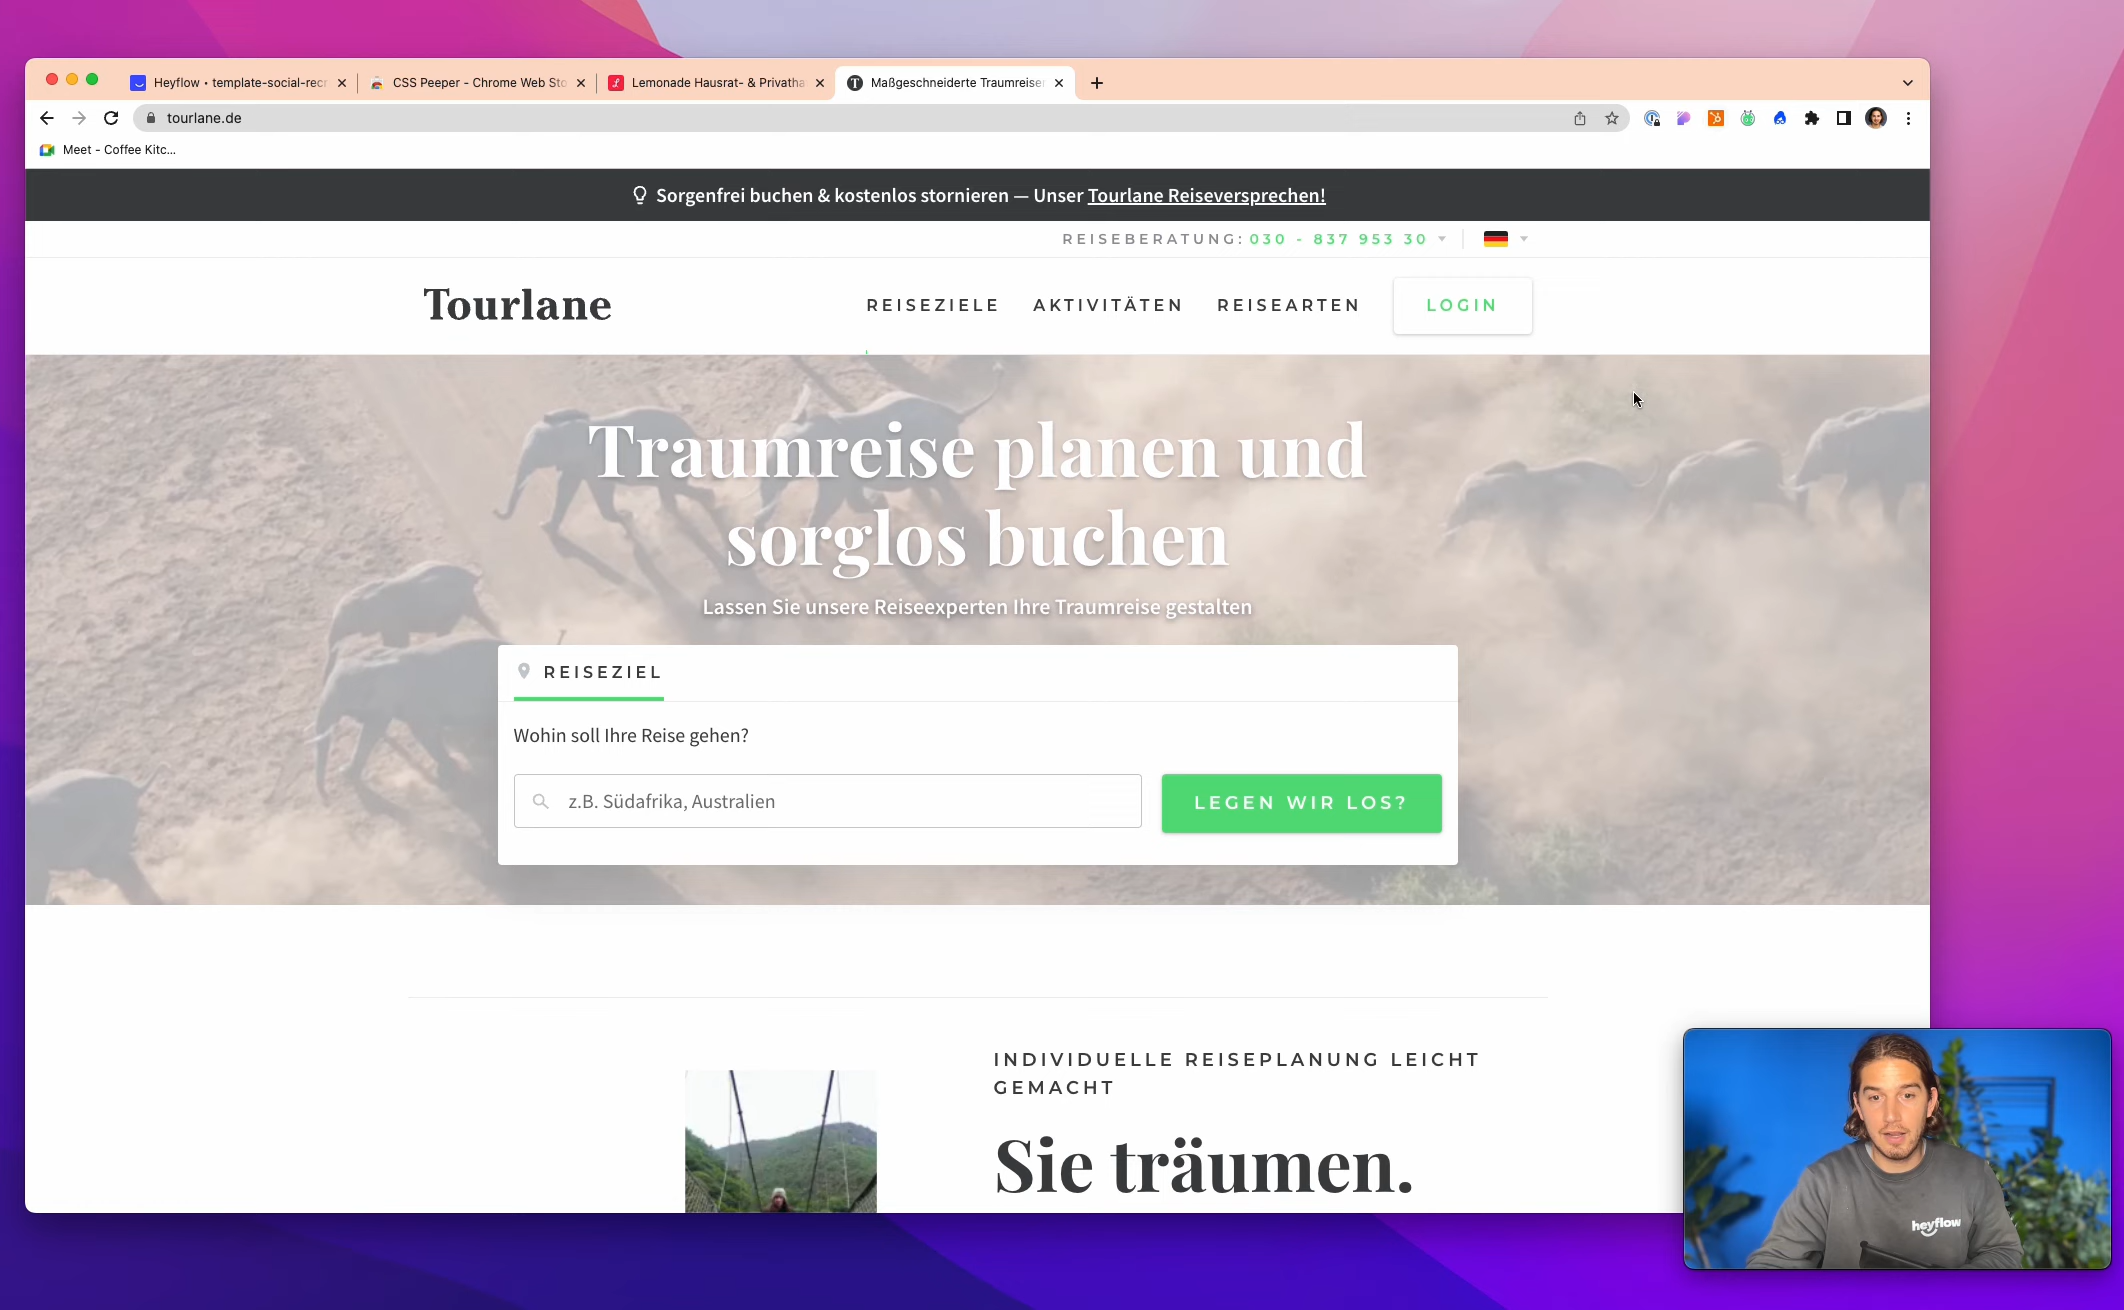 Heyflow • template-social-recr
CSS Peeper - Chrome Web Sto
Lemonade Hausrat- & Privatha
Maßgeschneiderte Traumreisen
tourlane.de
Meet - Coffee Kitc...
Sorgenfrei buchen & kostenlos stornieren — Unser Tourlane Reiseversprechen!
REISEBERATUNG: 030 - 837 953 30
Tourlane
REISEZIELE
AKTIVITÄTEN
REISEARTEN
LOGIN
Traumreise planen und
sorglos buchen
Lassen Sie unsere Reiseexperten Ihre Traumreise gestalten
REISEZIEL
Wohin soll Ihre Reise gehen?
z.B. Südafrika, Australien
LEGEN WIR LOS?
INDIVIDUELLE REISEPLANUNG LEICHT
GEMACHT
Sie träumen.
heyflow